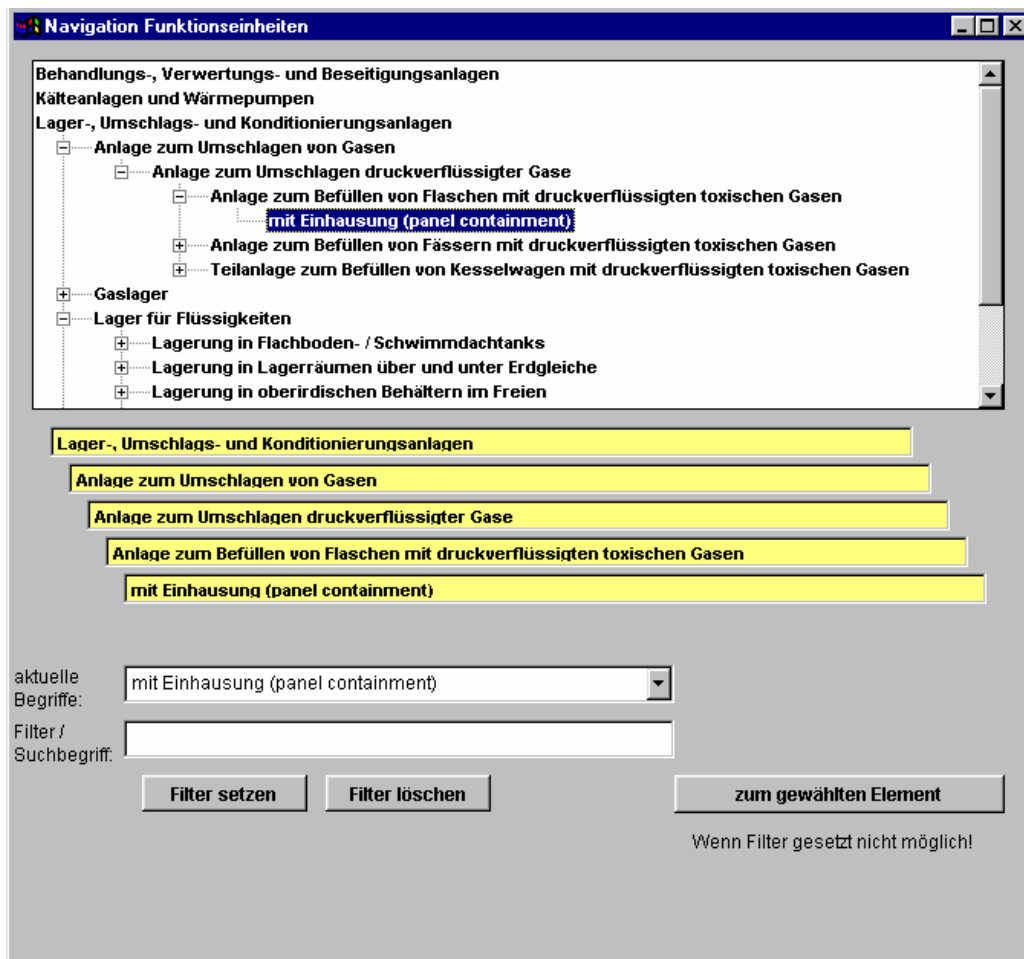 Navigation Funktionseinheiten
Behandlungs-, Verwertungs- und Beseitigungsanlagen
Kälteanlagen und Wärmepumpen
Lager-, Umschlags- und Konditionierungsanlagen
Anlage zum Umschlagen von Gasen
Anlage zum Umschlagen druckverflüssigter Gase
Anlage zum Befüllen von Flaschen mit druckverflüssigten toxischen Gasen
mit Einhausung (panel containment)
Anlage zum Befüllen von Fässern mit druckverflüssigten toxischen Gasen
Teilanlage zum Befüllen von Kesselwagen mit druckverflüssigten toxischen Gasen
Gaslager
Lager für Flüssigkeiten
Lagerung in Flachboden- / Schwimmdachtanks
Lagerung in Lagerräumen über und unter Erdgleiche
Lagerung in oberirdischen Behältern im Freien
Lager-, Umschlags- und Konditionierungsanlagen
Anlage zum Umschlagen von Gasen
Anlage zum Umschlagen druckverflüssigter Gase
Anlage zum Befüllen von Flaschen mit druckverflüssigten toxischen Gasen
mit Einhausung (panel containment)
aktuelle
Begriffe:
mit Einhausung (panel containment)
Filter /
Suchbegriff:
Filter setzen
Filter löschen
zum gewählten Element
Wenn Filter gesetzt nicht möglich!